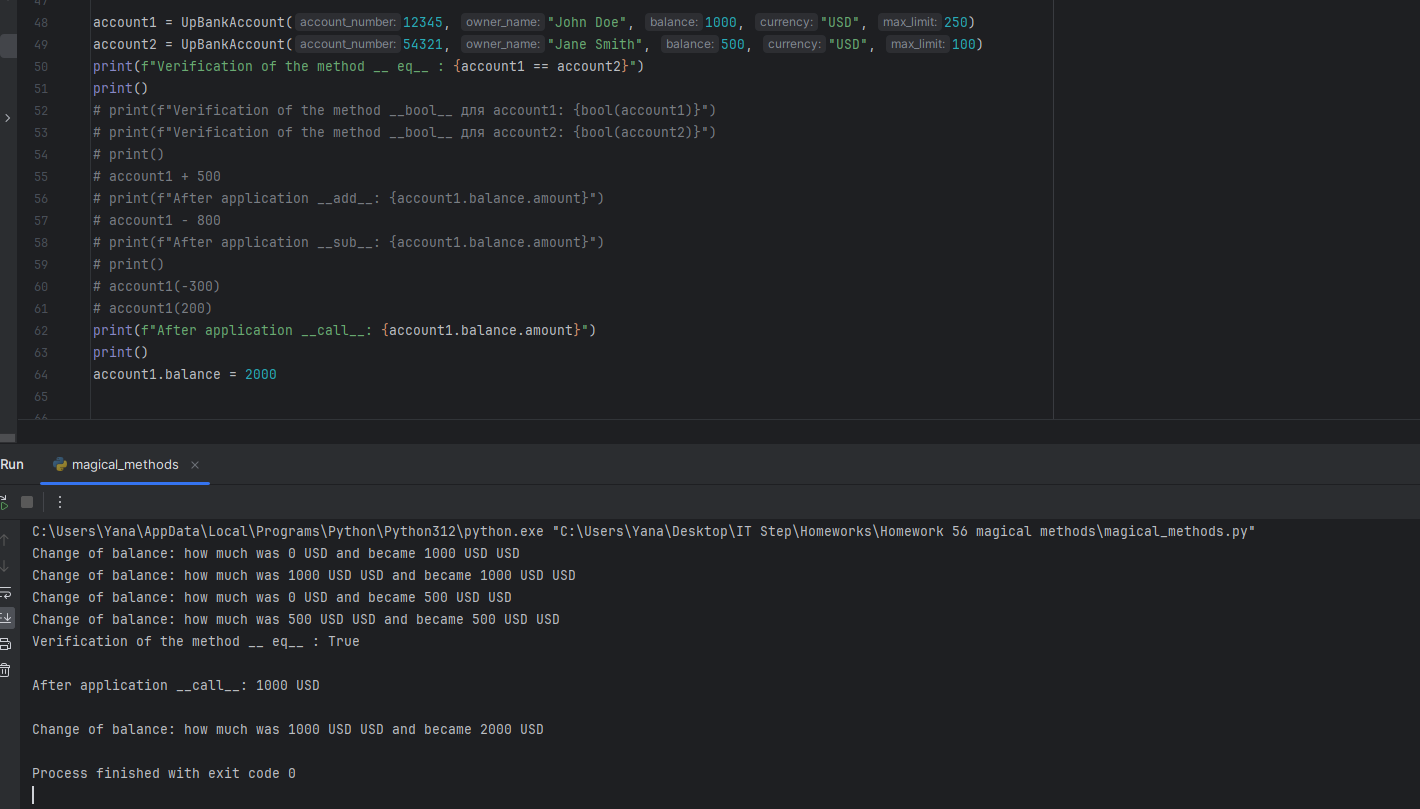 47
48 account1 = UpBankAccount( account_number: 12345, owner_name: "John Doe", balance: 1000, currency: "USD", max_limit: 250)
49 account2 = UpBankAccount( account_number: 54321, owner_name: "Jane Smith", balance: 500, currency: "USD", max_limit: 100)
50 print(f"Verification of the method __ eq__ : {account1 == account2}")
51 print()
52 # print(f"Verification of the method __bool__ для account1: {bool(account1)}")
53 # print(f"Verification of the method __bool__ для account2: {bool(account2)}")
54 # print()
55 # account1 + 500
56 # print(f"After application __add__: {account1.balance.amount}")
57 # account1 - 800
58 # print(f"After application __sub__: {account1.balance.amount}")
59 # print()
60 # account1(-300)
61 # account1(200)
62 print(f"After application __call__: {account1.balance.amount}")
63 print()
64 account1.balance = 2000
65
66
Run magical_methods
C:\Users\Yana\AppData\Local\Programs\Python\Python312\python.exe "C:\Users\Yana\Desktop\IT Step\Homeworks\Homework 56 magical methods\magical_methods.py"
Change of balance: how much was 0 USD and became 1000 USD USD
Change of balance: how much was 1000 USD USD and became 1000 USD USD
Change of balance: how much was 0 USD and became 500 USD USD
Change of balance: how much was 500 USD USD and became 500 USD USD
Verification of the method __ eq__ : True
After application __call__: 1000 USD
Change of balance: how much was 1000 USD USD and became 2000 USD
Process finished with exit code 0